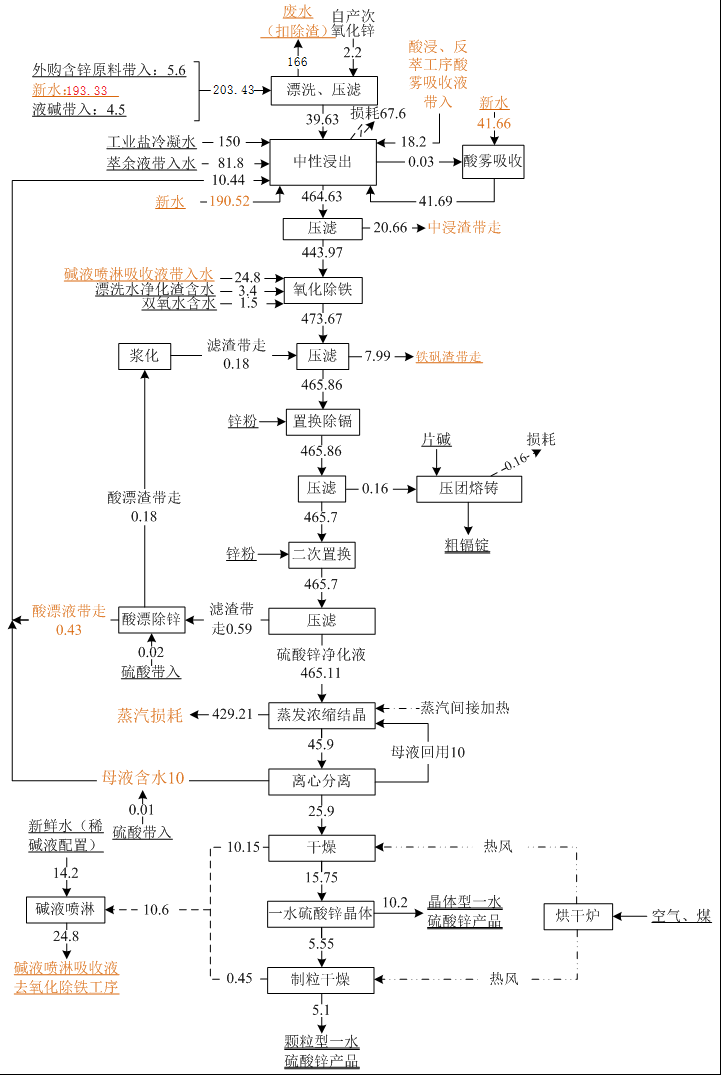 废水
（扣除渣）
自产次
氧化锌
166
2.2
外购含锌原料带入：5.6
新水:193.33
液碱带入：4.5
203.43
漂洗、压滤
酸浸、反
萃工序酸
雾吸收液
带入
39.63
损耗67.6
新水
41.66
工业盐冷凝水
150
18.2
萃余液带入水
81.8
中性浸出
0.03
酸雾吸收
10.44
新水
190.52
464.63
41.69
压滤
20.66
中浸渣带走
443.97
碱液喷淋吸收液带入水
24.8
漂洗水净化渣含水
3.4
氧化除铁
双氧水含水
1.5
473.67
浆化
滤渣带走
0.18
压滤
7.99
铁矾渣带走
465.86
锌粉
置换除镉
465.86
片碱
损耗
0.16
压滤
0.16
压团熔铸
酸漂渣带走
0.18
465.7
粗镉锭
锌粉
二次置换
465.7
酸漂液带走
0.43
酸漂除锌
滤渣带
走0.59
压滤
0.02
硫酸带入
硫酸锌净化液
465.11
蒸汽损耗
429.21
蒸发浓缩结晶
蒸汽间接加热
45.9
母液回用10
母液含水10
离心分离
0.01
硫酸带入
25.9
新鲜水（稀
碱液配置）
10.15
干燥
热风
14.2
15.75
碱液喷淋
10.6
一水硫酸锌晶体
10.2
晶体型一水
硫酸锌产品
烘干炉
空气、煤
24.8
5.55
碱液喷淋吸收液
去氧化除铁工序
0.45
制粒干燥
热风
5.1
颗粒型一水
硫酸锌产品